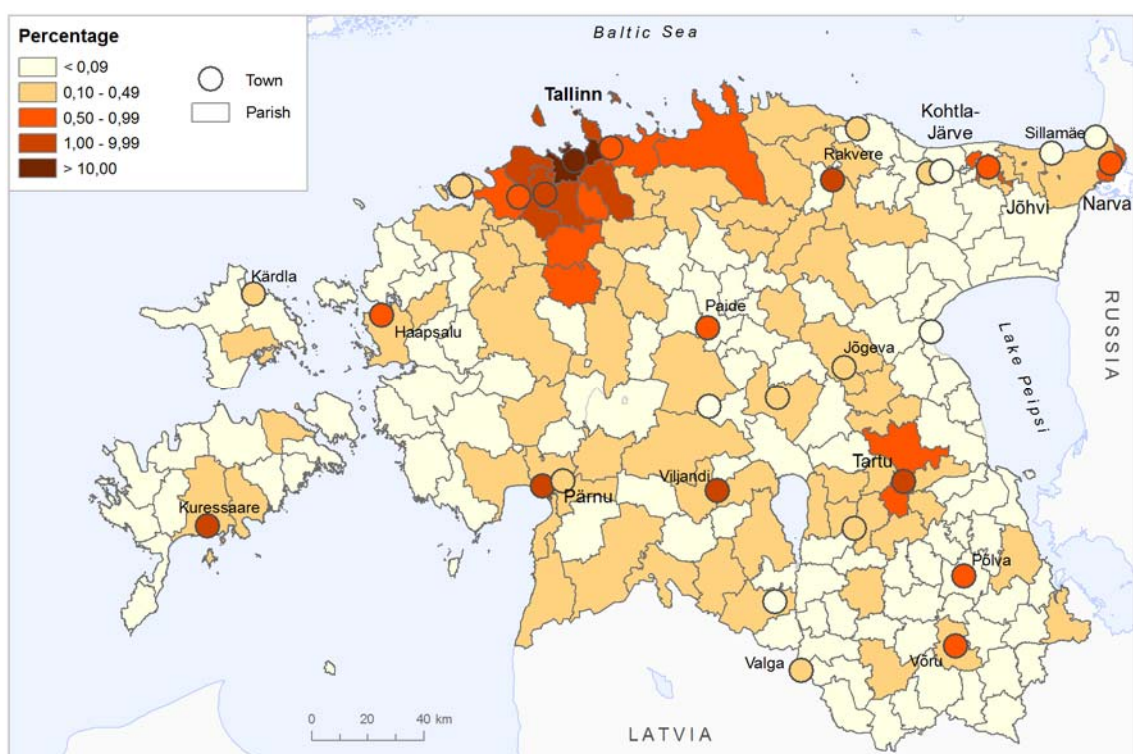 Percentage
< 0,09
0,10 - 0,49
0,50 - 0,99
1,00 - 9,99
> 10,00
Town
Parish
Baltic Sea
Tallinn
Kohtla-
Järve
Sillamäe
Rakvere
Jõhvi
Narva
Kärdla
Haapsalu
Paide
Jõgeva
Lake Peipsi
RUSSIA
Tartu
Viljandi
Pärnu
Kuressaare
Põlva
Võru
Valga
0 20 40 km
LATVIA